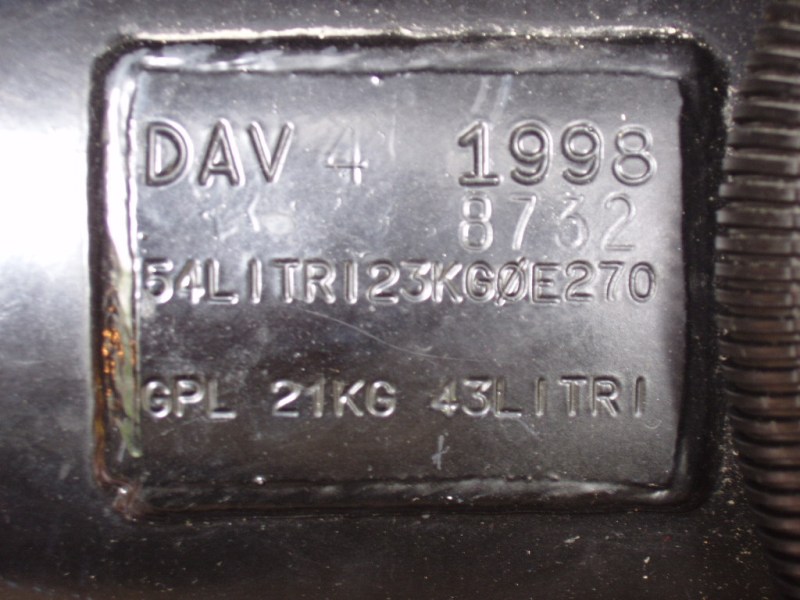 DAV 4 1998
8732
54LITRI23KGØE270
GPL 21KG 43LITRI